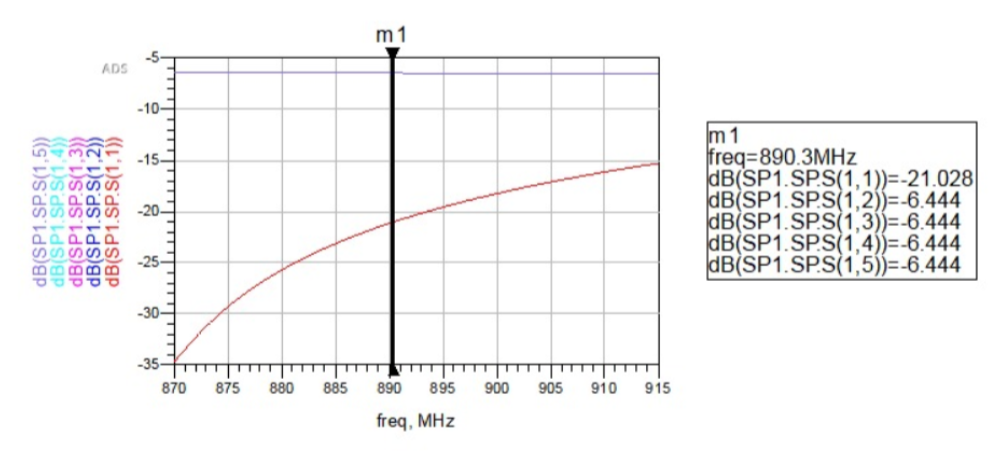 m1
ADS
-5
-10
-15
-20
-25
-30
-35
dB(SP1.SP.S(1,5))
dB(SP1.SP.S(1,4))
dB(SP1.SP.S(1,3))
dB(SP1.SP.S(1,2))
dB(SP1.SP.S(1,1))
870 875 880 885 890 895 900 905 910 915
freq, MHz
m1
freq=890.3MHz
dB(SP1.SP.S(1,1))=-21.028
dB(SP1.SP.S(1,2))=-6.444
dB(SP1.SP.S(1,3))=-6.444
dB(SP1.SP.S(1,4))=-6.444
dB(SP1.SP.S(1,5))=-6.444